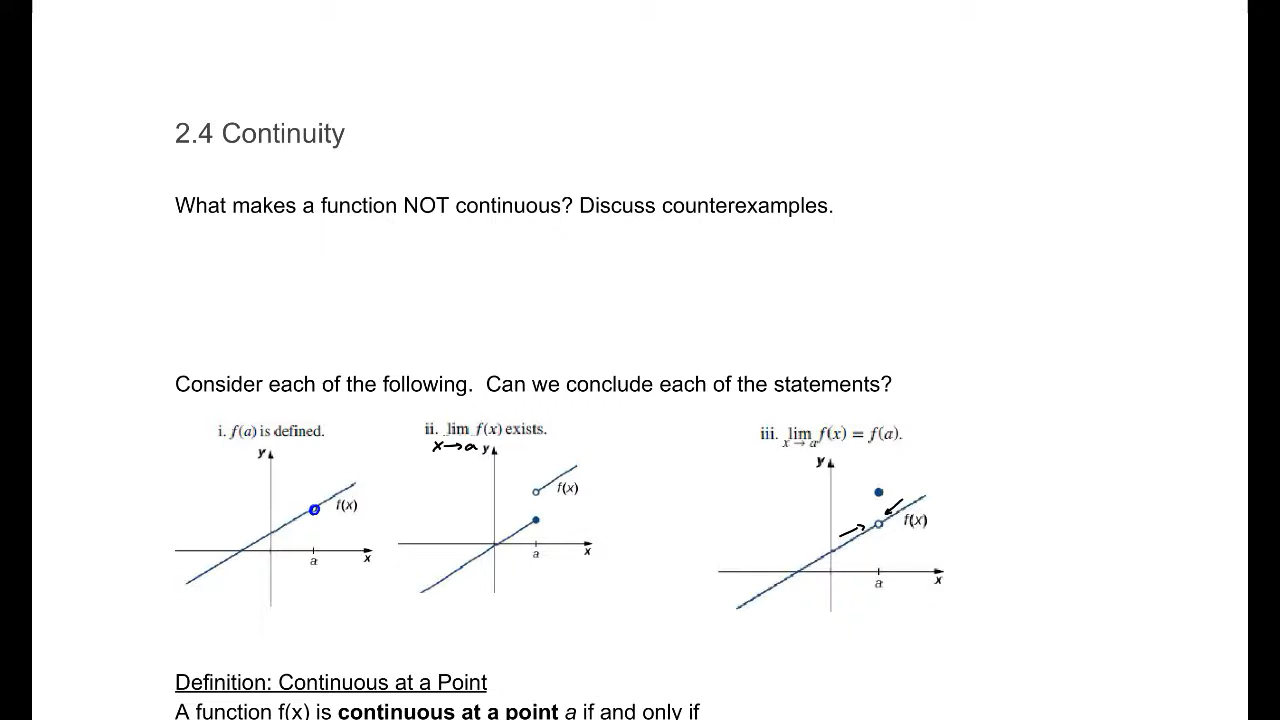 2.4 Continuity
What makes a function NOT continuous? Discuss counterexamples.
Consider each of the following. Can we conclude each of the statements?
i. f(a) is defined.
y
f(x)
a
x
ii. lim f(x) exists.
x→a
y
f(x)
a
x
iii. lim f(x) = f(a).
x → a
y
f(x)
a
x
Definition: Continuous at a Point
A function f(x) is continuous at a point a if and only if